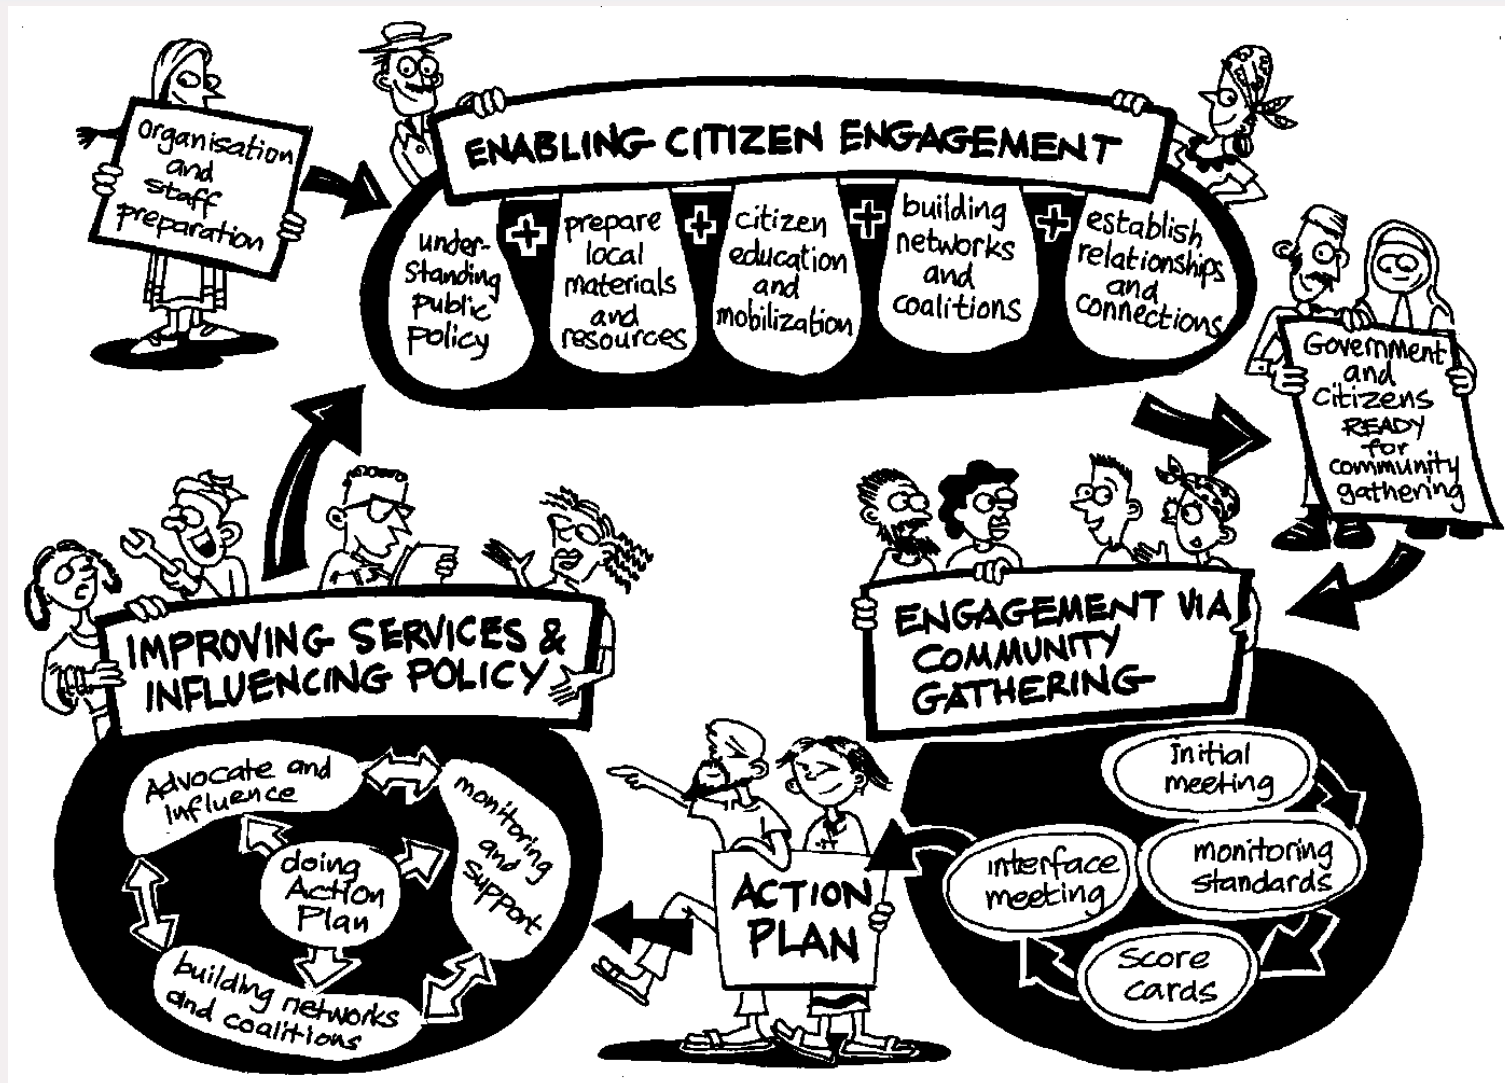 organisation
and
staff
preparation
ENABLING CITIZEN ENGAGEMENT
under-
standing
public
policy
+
prepare
local
materials
and
resources
+
citizen
education
and
mobilization
+
building
networks
and
coalitions
+
establish
relationships
and
connections
Government
and
Citizens
READY
for
community
gathering
ENGAGEMENT VIA
COMMUNITY
GATHERING
Initial
meeting
monitoring
standards
Score
cards
interface
meeting
ACTION
PLAN
IMPROVING SERVICES &
INFLUENCING POLICY
Advocate and
influence
monitoring
and
support
doing
Action
Plan
building networks
and coalitions